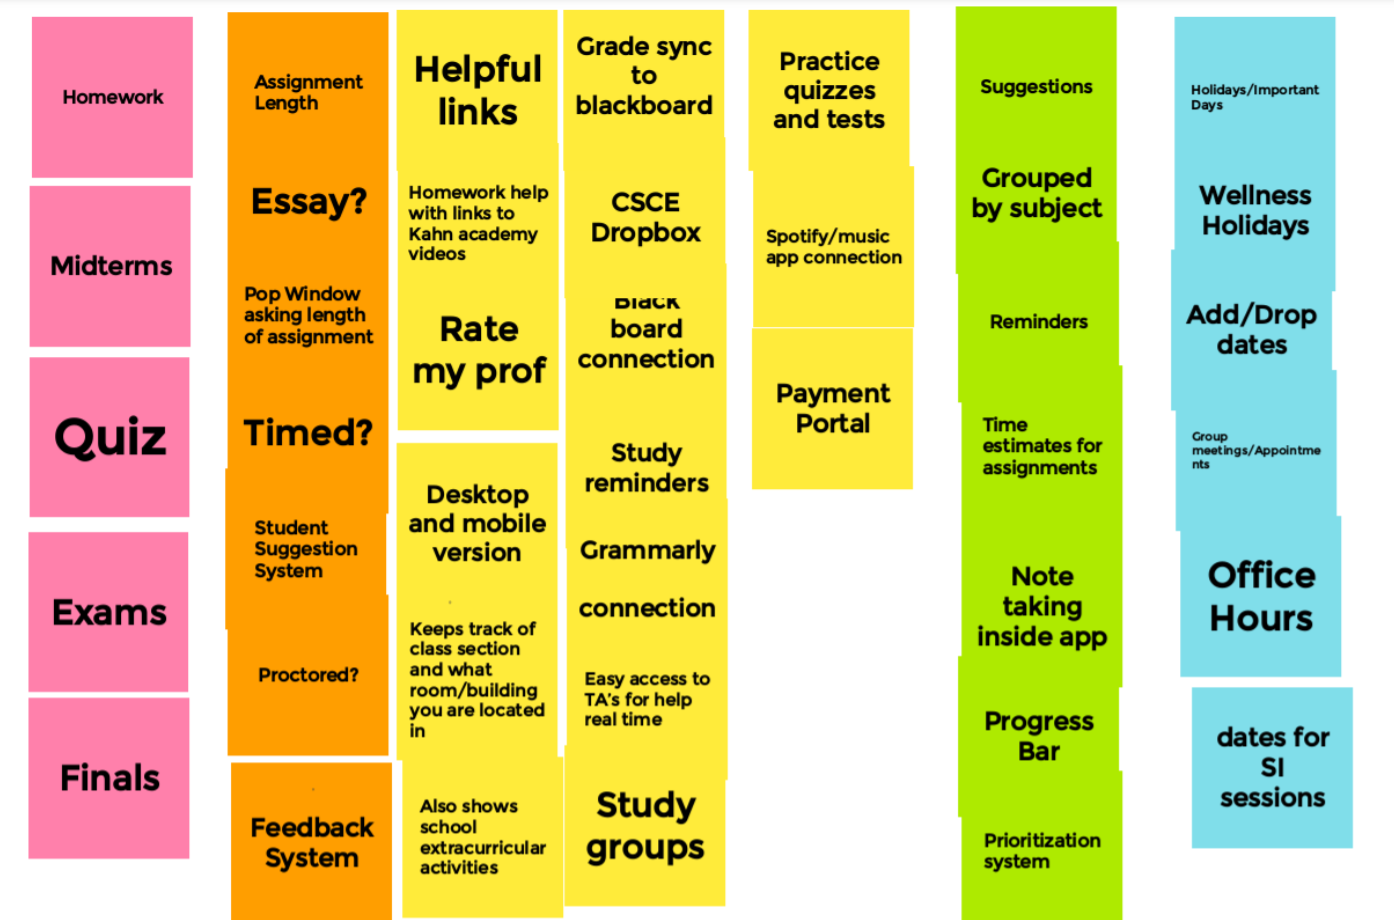 Homework
Midterms
Quiz
Exams
Finals
Assignment
Length
Essay?
Pop Window
asking length
of assignment
Timed?
Student
Suggestion
System
Proctored?
Feedback
System
Helpful
links
Homework help
with links to
Kahn academy
videos
Rate
my prof
Desktop
and mobile
version
Keeps track of
class section
and what
room/building
you are located
in
Also shows
school
extracurricular
activities
Grade sync
to
blackboard
CSCE
Dropbox
Black
board
connection
Study
reminders
Grammarly
connection
Easy access to
TA's for help
real time
Study
groups
Practice
quizzes
and tests
Spotify/music
app connection
Payment
Portal
Suggestions
Grouped
by subject
Reminders
Time
estimates for
assignments
Note
taking
inside app
Progress
Bar
Prioritization
system
Holidays/Important
Days
Wellness
Holidays
Add/Drop
dates
Group
meetings/Appointme
nts
Office
Hours
dates for
SI
sessions